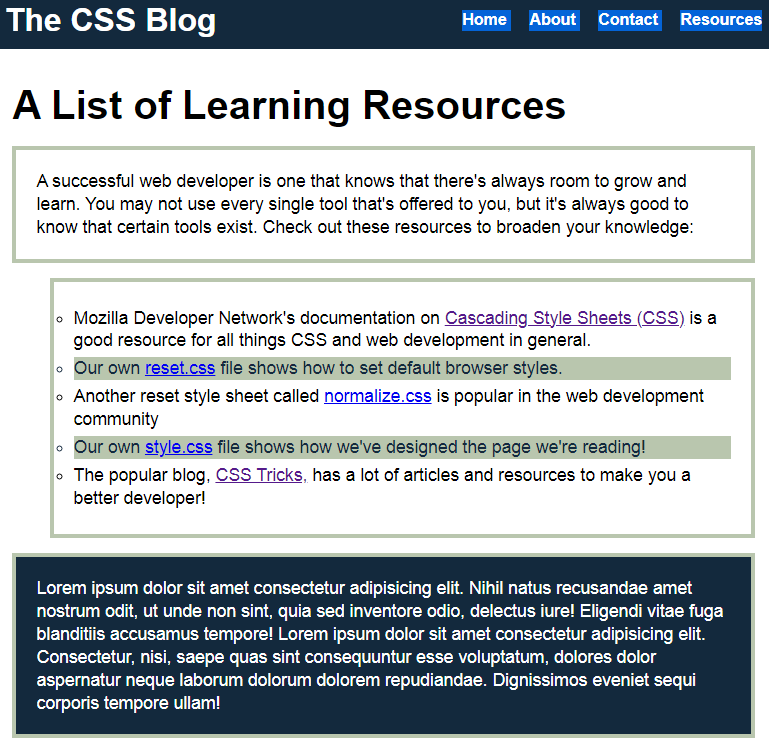 The CSS Blog
Home About Contact Resources
A List of Learning Resources
A successful web developer is one that knows that there's always room to grow and
learn. You may not use every single tool that's offered to you, but it's always good to
know that certain tools exist. Check out these resources to broaden your knowledge:
Mozilla Developer Network's documentation on Cascading Style Sheets (CSS) is a
good resource for all things CSS and web development in general.
Our own reset.css file shows how to set default browser styles.
Another reset style sheet called normalize.css is popular in the web development
community
Our own style.css file shows how we've designed the page we're reading!
The popular blog, CSS Tricks, has a lot of articles and resources to make you a
better developer!
Lorem ipsum dolor sit amet consectetur adipisicing elit. Nihil natus recusandae amet
nostrum odit, ut unde non sint, quia sed inventore odio, delectus iure! Eligendi vitae fuga
blanditiis accusamus tempore! Lorem ipsum dolor sit amet consectetur adipisicing elit.
Consectetur, nisi, saepe quas sint consequuntur esse voluptatum, dolores dolor
aspernatur neque laborum dolorum dolorem repudiandae. Dignissimos eveniet sequi
corporis tempore ullam!